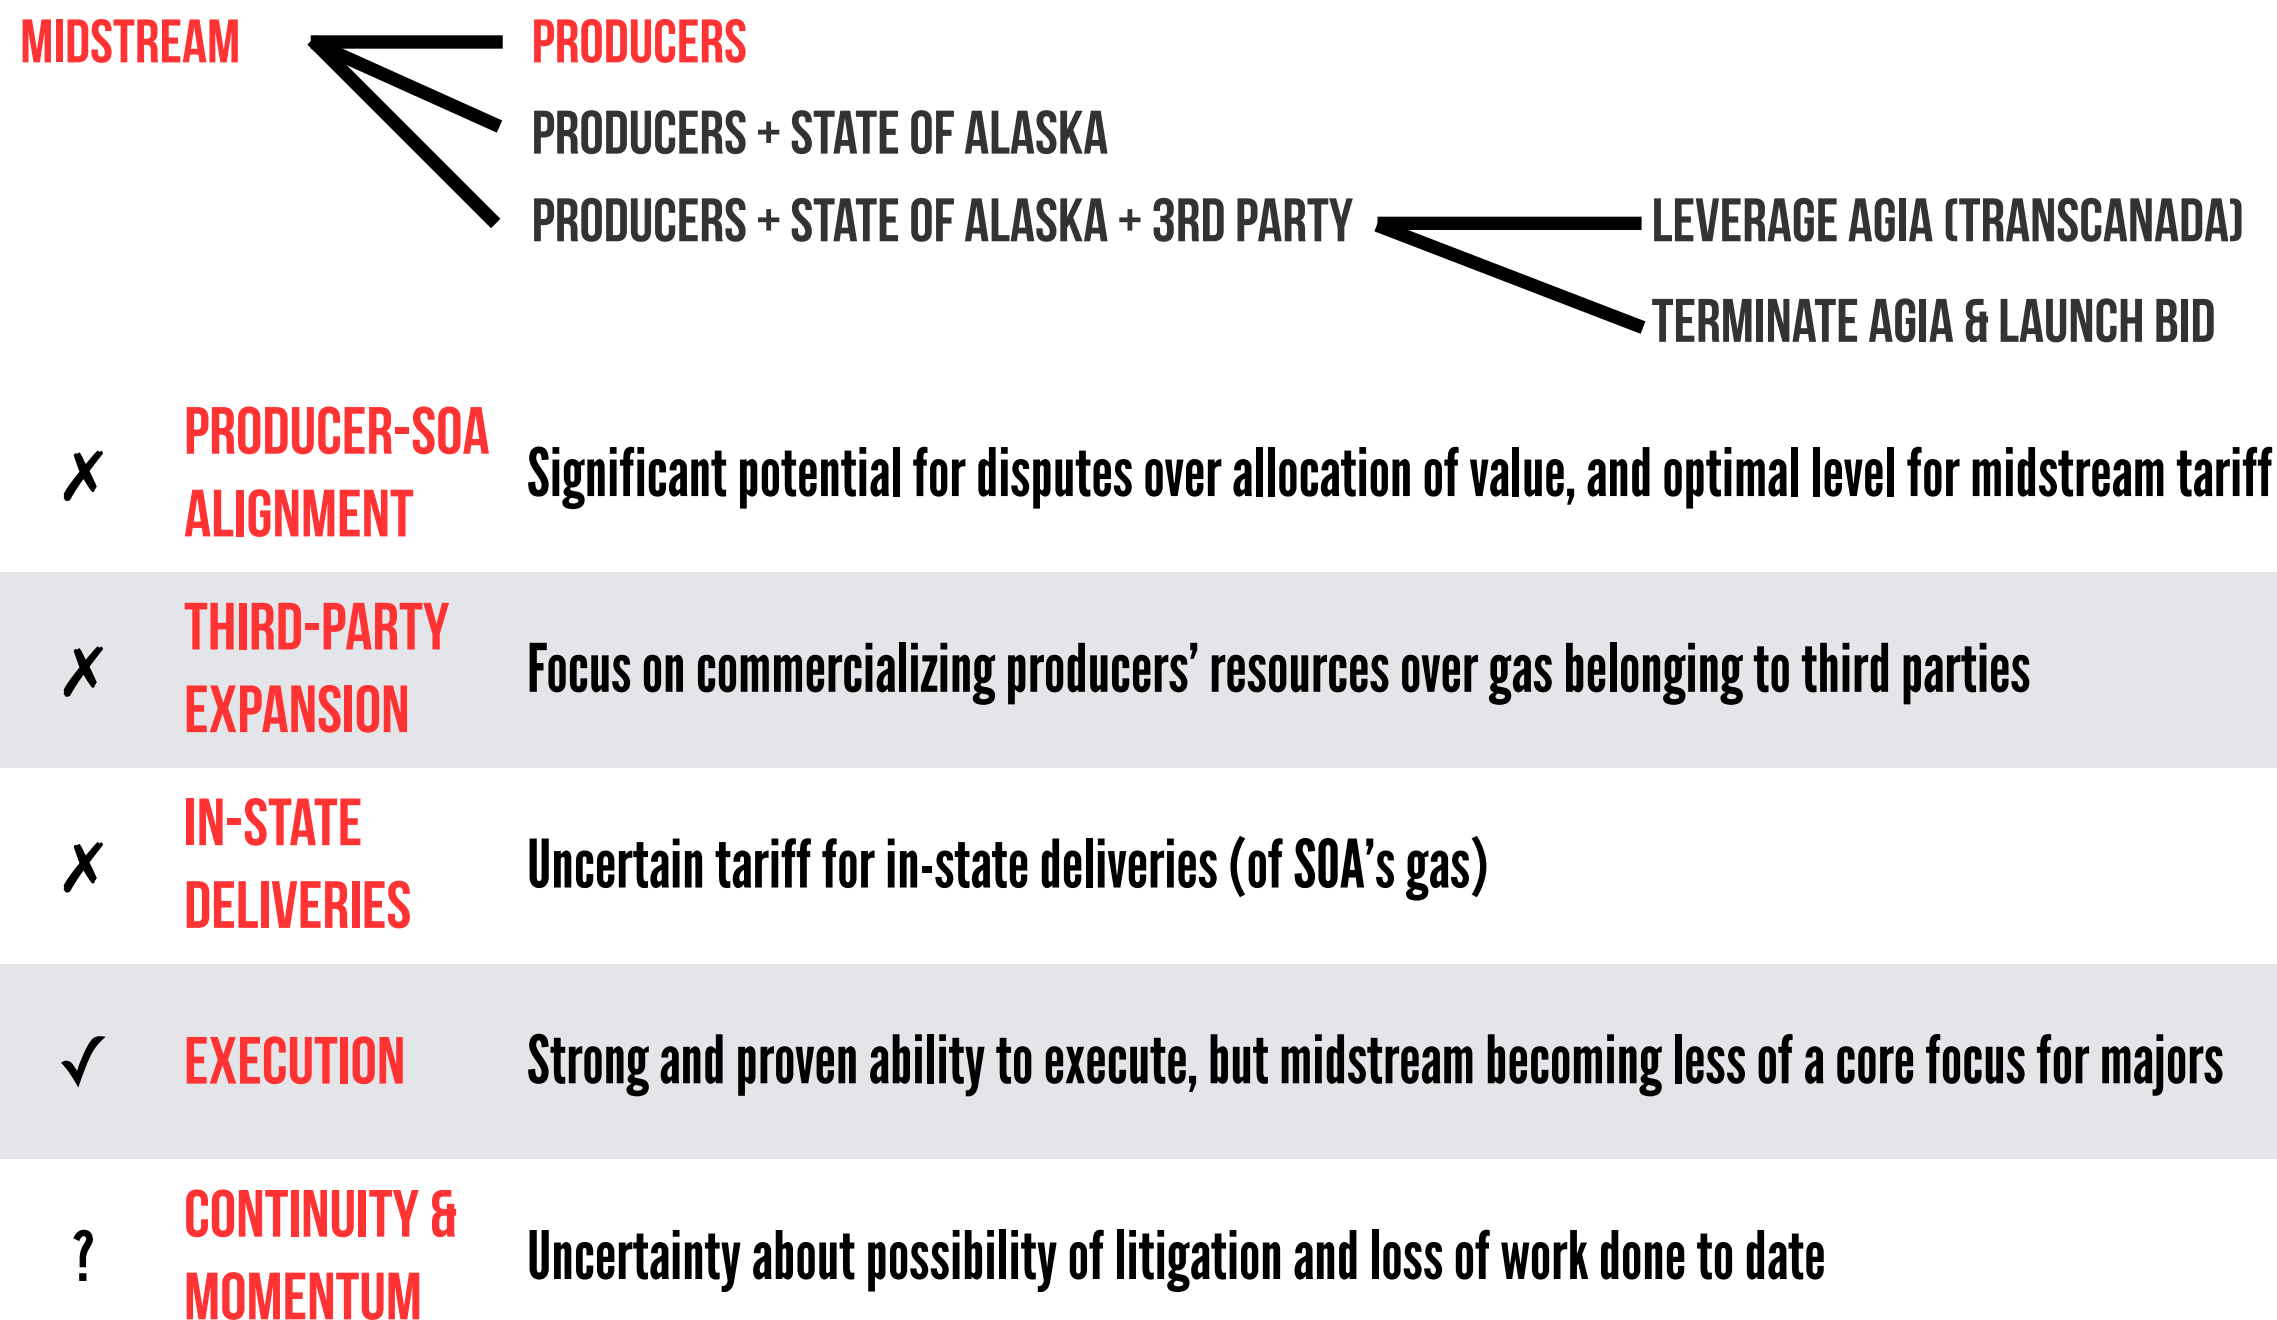 MIDSTREAM
PRODUCERS
PRODUCERS + STATE OF ALASKA
PRODUCERS + STATE OF ALASKA + 3RD PARTY
LEVERAGE AGIA (TRANSCANADA)
TERMINATE AGIA & LAUNCH BID
✗
PRODUCER-SOA
ALIGNMENT
Significant potential for disputes over allocation of value, and optimal level for midstream tariff
✗
THIRD-PARTY
EXPANSION
Focus on commercializing producers’ resources over gas belonging to third parties
✗
IN-STATE
DELIVERIES
Uncertain tariff for in-state deliveries (of SOA’s gas)
✓
EXECUTION
Strong and proven ability to execute, but midstream becoming less of a core focus for majors
?
CONTINUITY &
MOMENTUM
Uncertainty about possibility of litigation and loss of work done to date